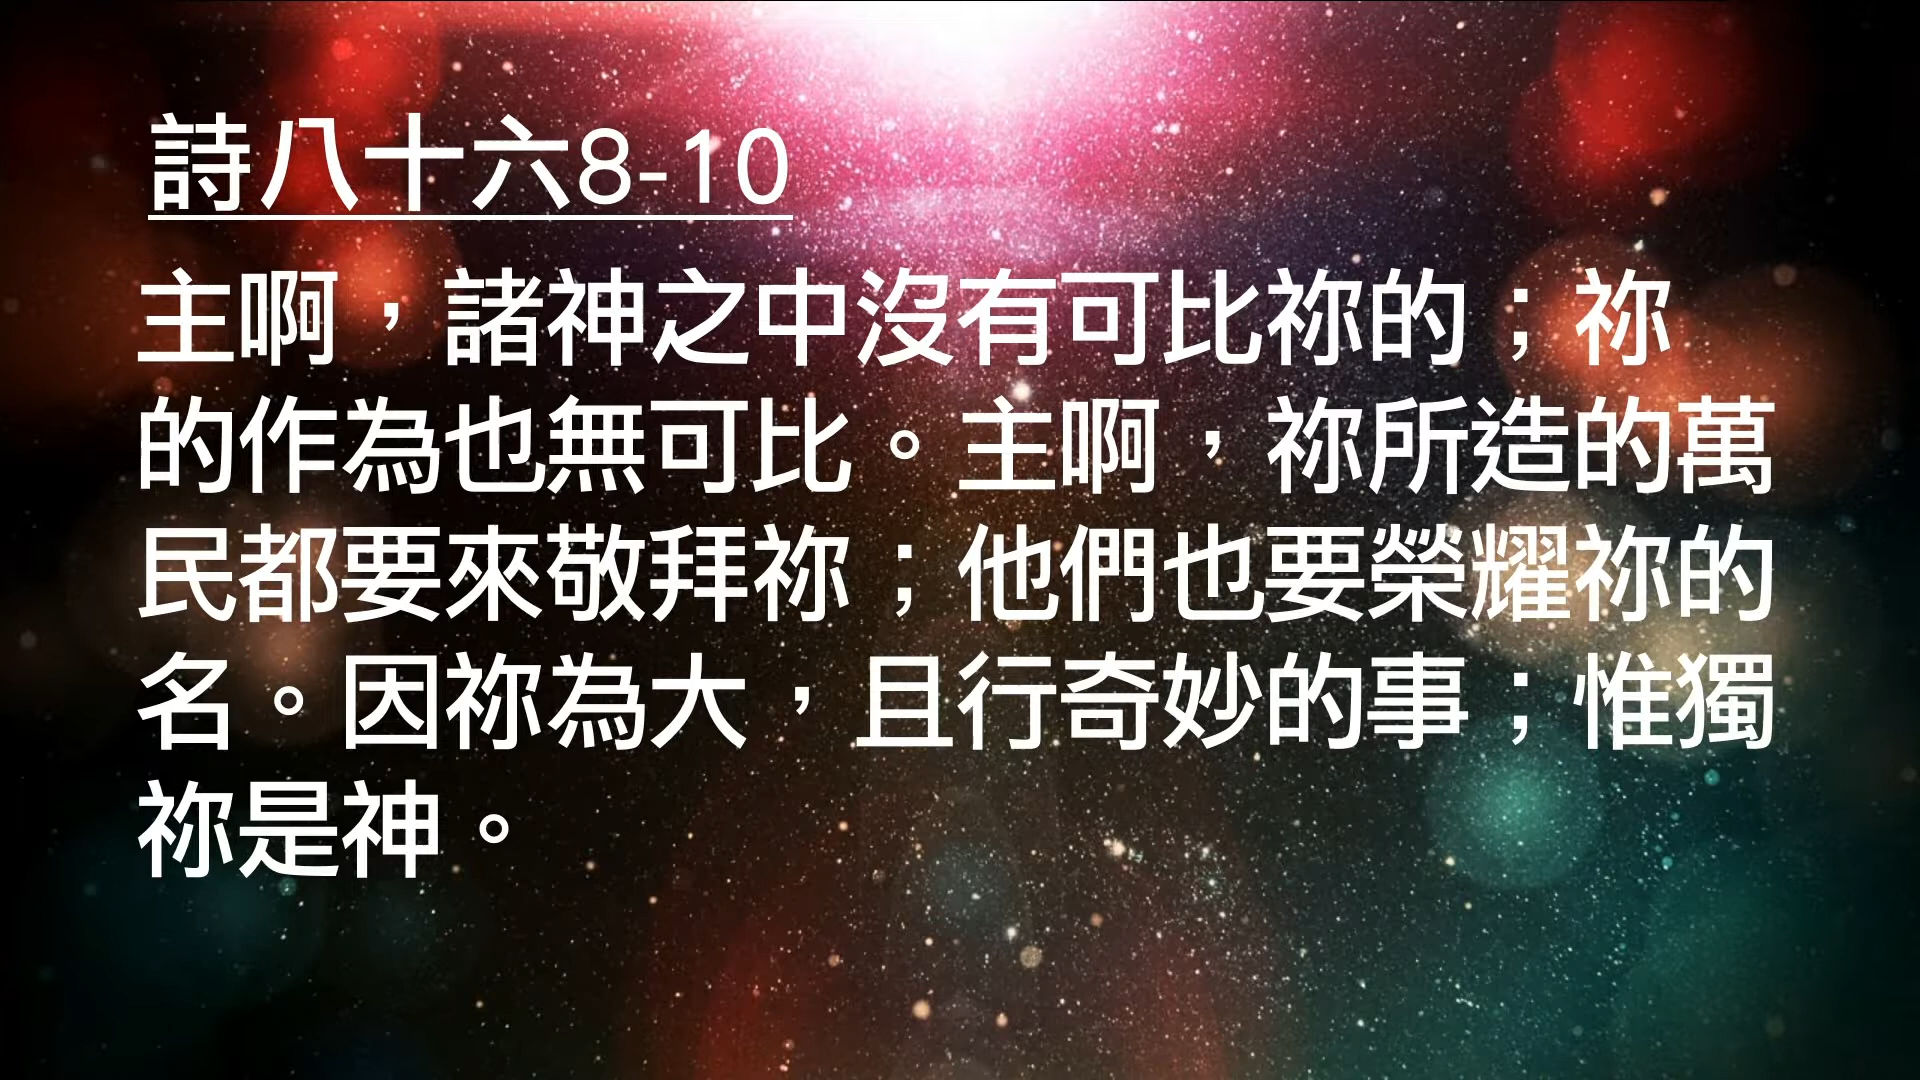 詩八十六8-10
主啊，諸神之中沒有可比祢的；祢
的作為也無可比。主啊，祢所造的萬
民都要來敬拜祢；他們也要榮耀祢的
名。因祢為大，且行奇妙的事；惟獨
祢是神。